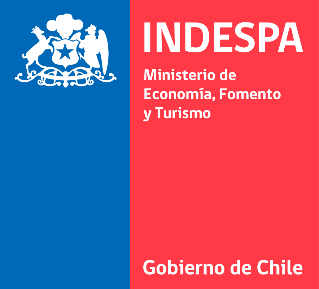 INDESPA
Ministerio de
Economía, Fomento
y Turismo
Gobierno de Chile